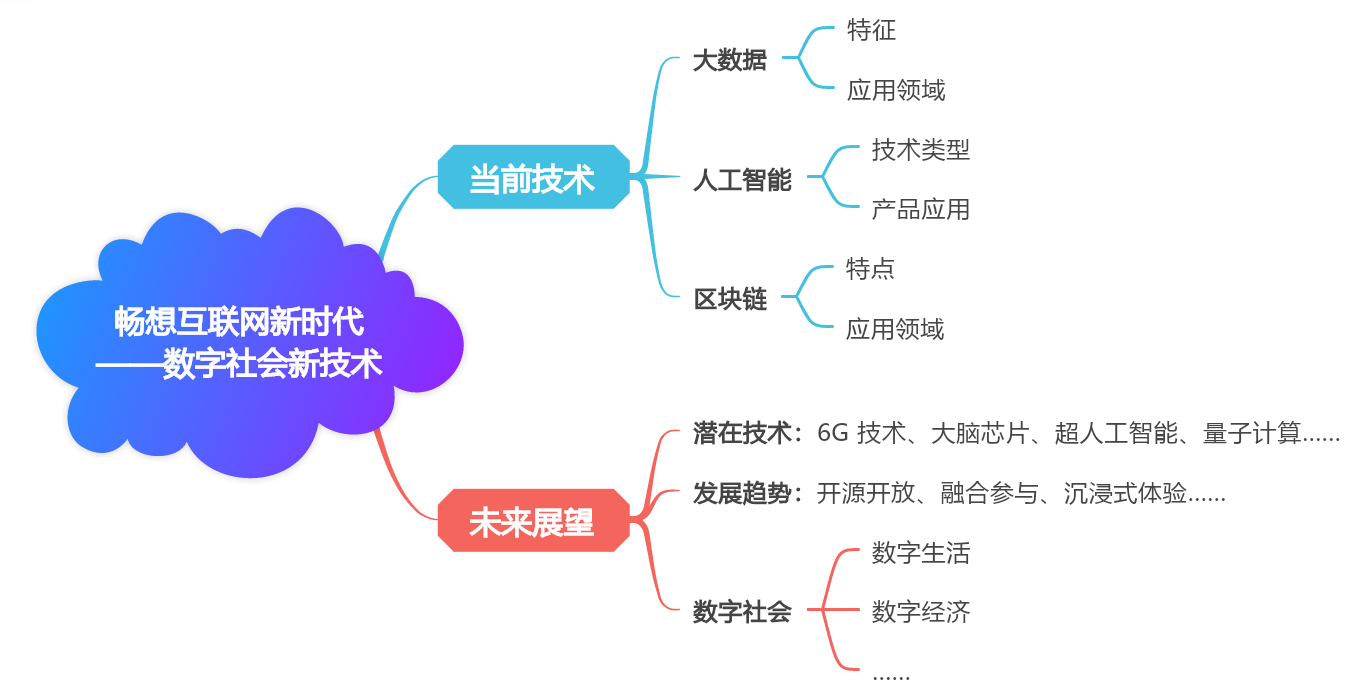 畅想互联网新时代
——数字社会新技术
当前技术
大数据
特征
应用领域
人工智能
技术类型
产品应用
区块链
特点
应用领域
未来展望
潜在技术：6G 技术、大脑芯片、超人工智能、量子计算......
发展趋势：开源开放、融合参与、沉浸式体验......
数字社会
数字生活
数字经济
......